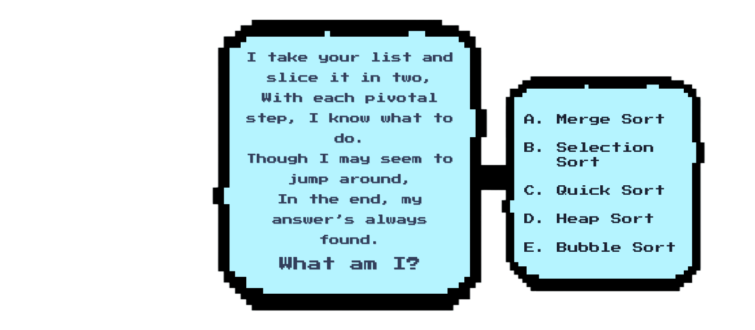 I take your list and
slice it in two,
With each pivotal
step, I know what to
do.
Though I may seem to
jump around,
In the end, my
answer's always
found.
What am I?
A. Merge Sort
B. Selection
Sort
C. Quick Sort
D. Heap Sort
E. Bubble Sort